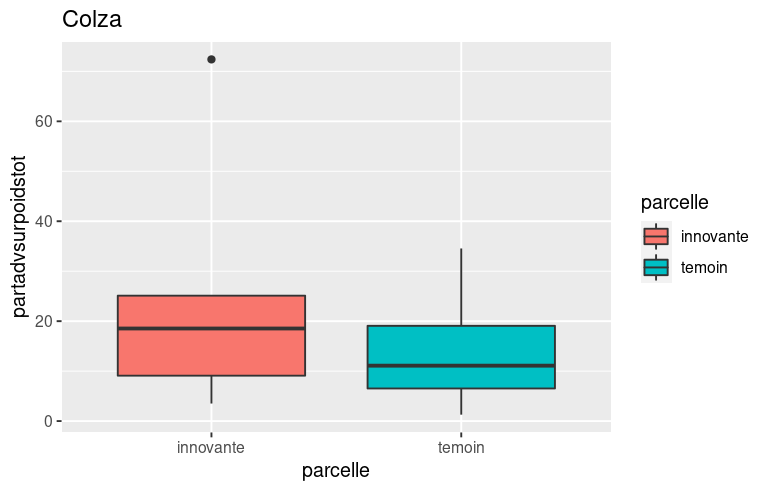 Colza
partadvsurpoidstot
60
40
20
0
innovante
temoin
parcelle
parcelle
innovante
temoin